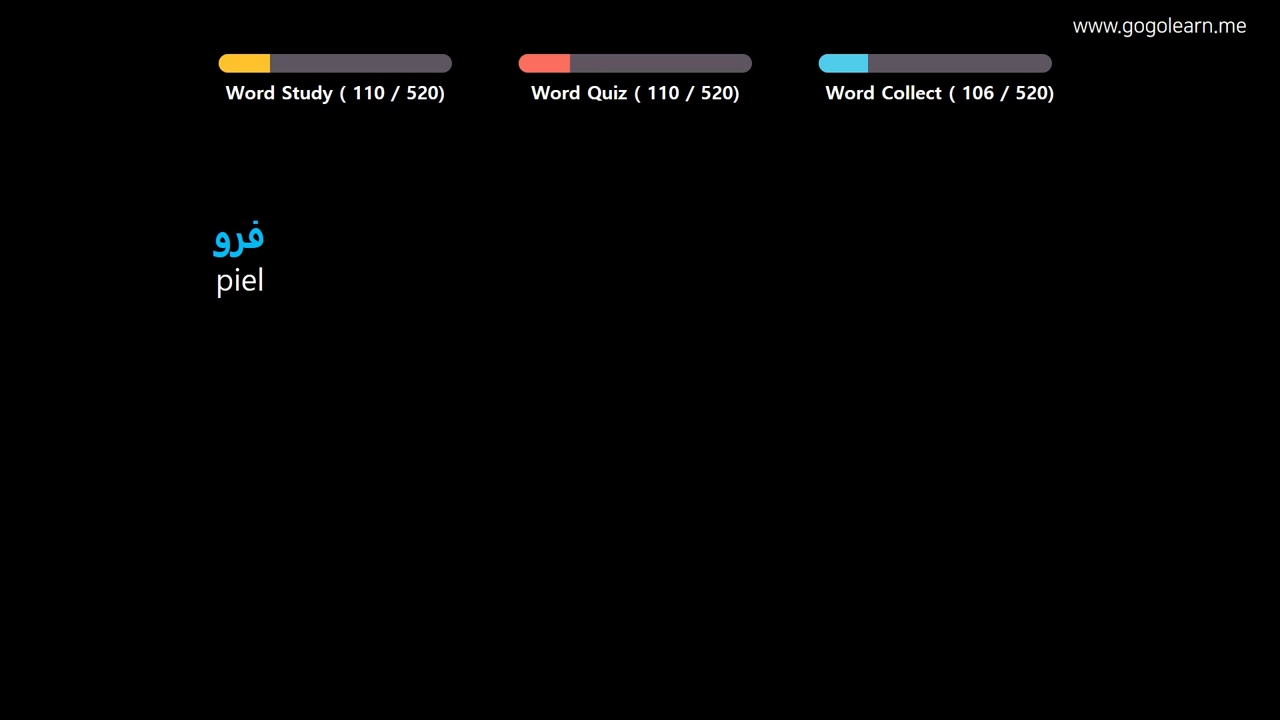 www.gogolearn.me
Word Study ( 110 / 520)
Word Quiz ( 110 / 520)
Word Collect ( 106 / 520)
فرو
piel